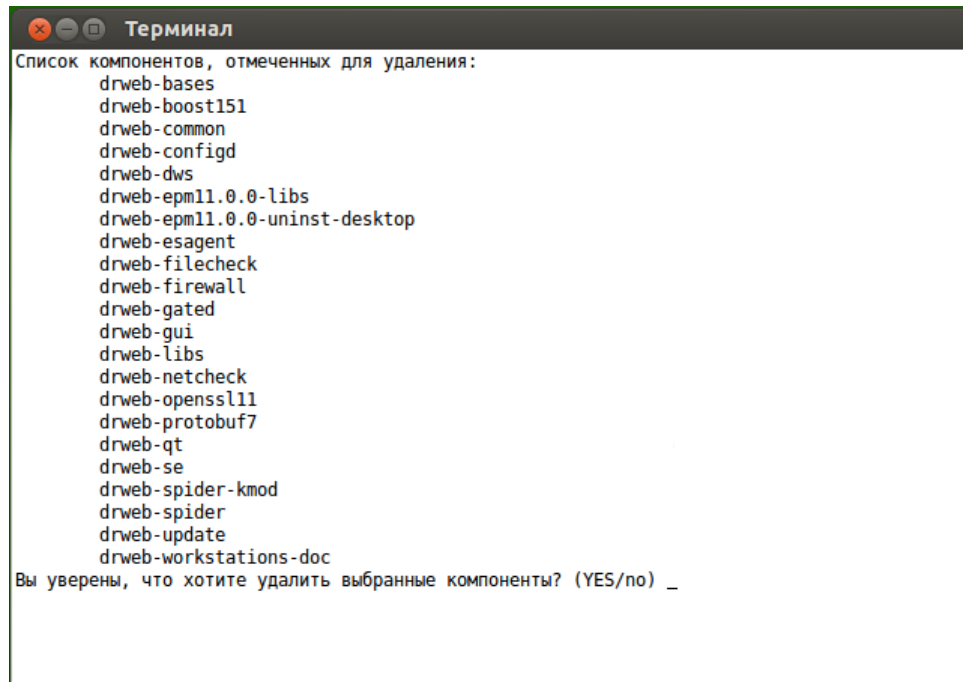 Терминал
Список компонентов, отмеченных для удаления:
drweb-bases
drweb-boost151
drweb-common
drweb-configd
drweb-dws
drweb-epm11.0.0-libs
drweb-epm11.0.0-uninst-desktop
drweb-esagent
drweb-filecheck
drweb-firewall
drweb-gated
drweb-gui
drweb-libs
drweb-netcheck
drweb-openssl11
drweb-protobuf7
drweb-qt
drweb-se
drweb-spider-kmod
drweb-spider
drweb-update
drweb-workstations-doc
Вы уверены, что хотите удалить выбранные компоненты? (YES/no) _